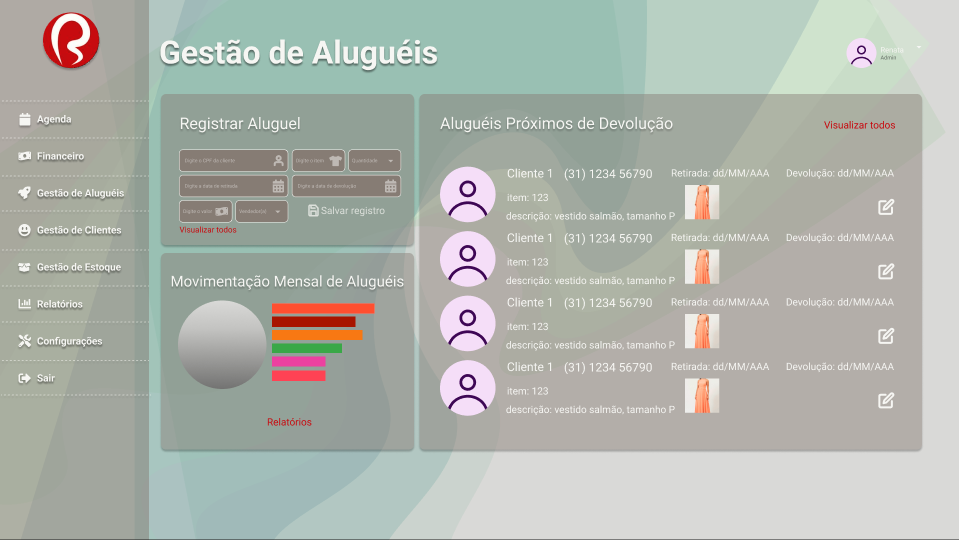 Gestão de Aluguéis
Renata
Admin
Agenda
Financeiro
Gestão de Aluguéis
Gestão de Clientes
Gestão de Estoque
Relatórios
Configurações
Sair
Registrar Aluguel
Digite o CPF do cliente
Digite o item
Quantidade
Digite a data de retirada
Digite a data de devolução
Digite o valor
Vendedor(a)
Salvar registro
Visualizar todos
Movimentação Mensal de Aluguéis
Relatórios
Aluguéis Próximos de Devolução
Visualizar todos
Cliente 1 (31) 1234 56790 Retirada: dd/MM/AAA Devolução: dd/MM/AAA
item: 123
descrição: vestido salmão, tamanho P
Cliente 1 (31) 1234 56790 Retirada: dd/MM/AAA Devolução: dd/MM/AAA
item: 123
descrição: vestido salmão, tamanho P
Cliente 1 (31) 1234 56790 Retirada: dd/MM/AAA Devolução: dd/MM/AAA
item: 123
descrição: vestido salmão, tamanho P
Cliente 1 (31) 1234 56790 Retirada: dd/MM/AAA Devolução: dd/MM/AAA
item: 123
descrição: vestido salmão, tamanho P